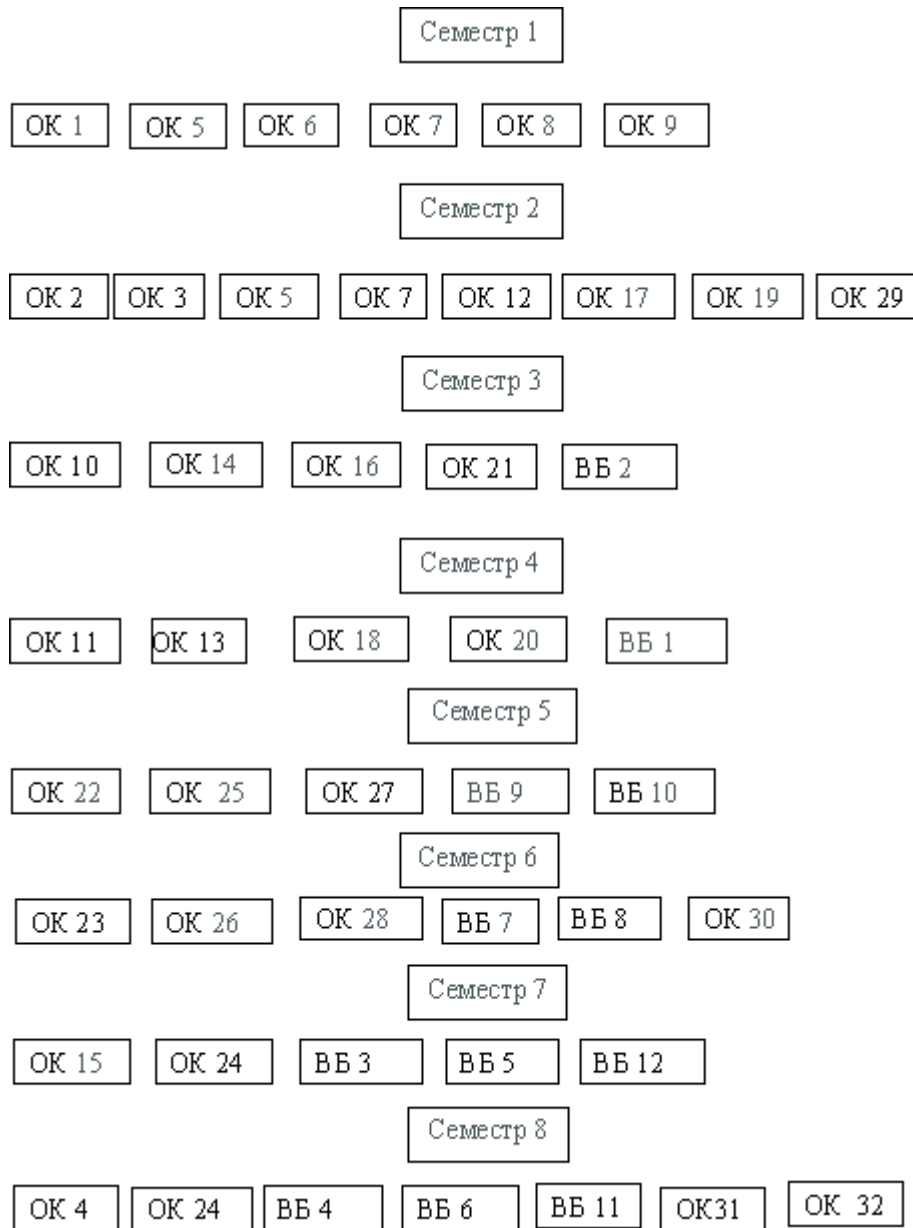 Семестр 1
ОК 1 ОК 5 ОК 6 ОК 7 ОК 8 ОК 9
Семестр 2
ОК 2 ОК 3 ОК 5 ОК 7 ОК 12 ОК 17 ОК 19 ОК 29
Семестр 3
ОК 10 ОК 14 ОК 16 ОК 21 ВБ 2
Семестр 4
ОК 11 ОК 13 ОК 18 ОК 20 ВБ 1
Семестр 5
ОК 22 ОК 25 ОК 27 ВБ 9 ВБ 10
Семестр 6
ОК 23 ОК 26 ОК 28 ВБ 7 ВБ 8 ОК 30
Семестр 7
ОК 15 ОК 24 ВБ 3 ВБ 5 ВБ 12
Семестр 8
ОК 4 ОК 24 ВБ 4 ВБ 6 ВБ 11 ОК31 ОК 32